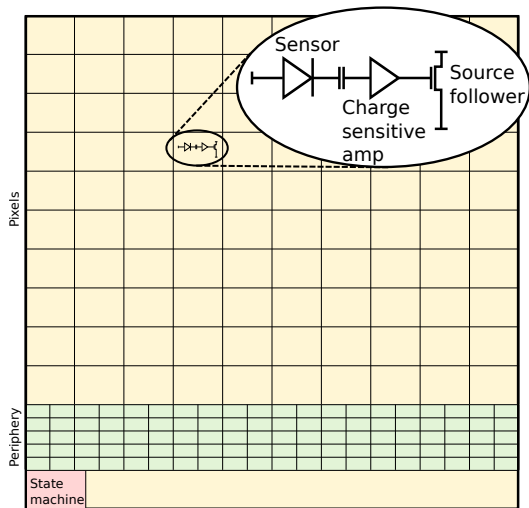 Sensor
Source
follower
Charge
sensitive
amp
Pixels
Periphery
State
machine